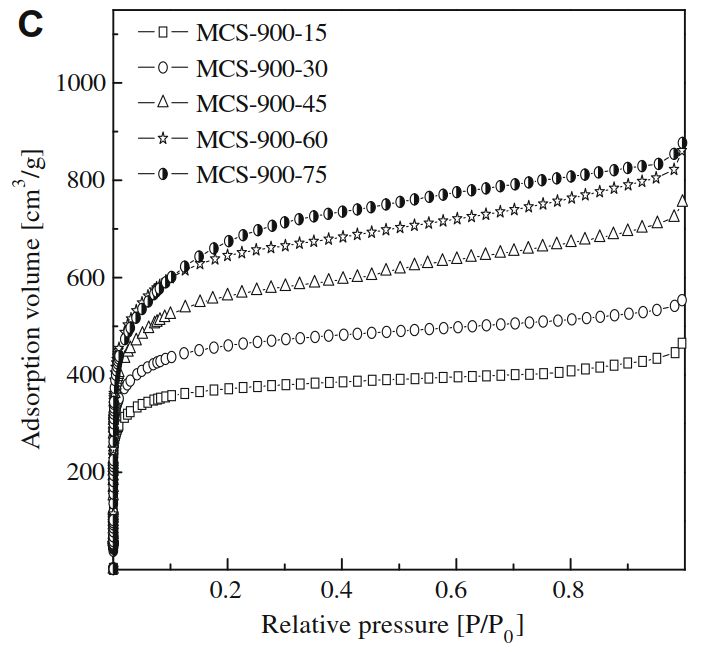 C
MCS-900-15
MCS-900-30
MCS-900-45
MCS-900-60
MCS-900-75
1000
800
600
400
200
0.2 0.4 0.6 0.8
Adsorption volume [cm³/g]
Relative pressure [P/P₀]